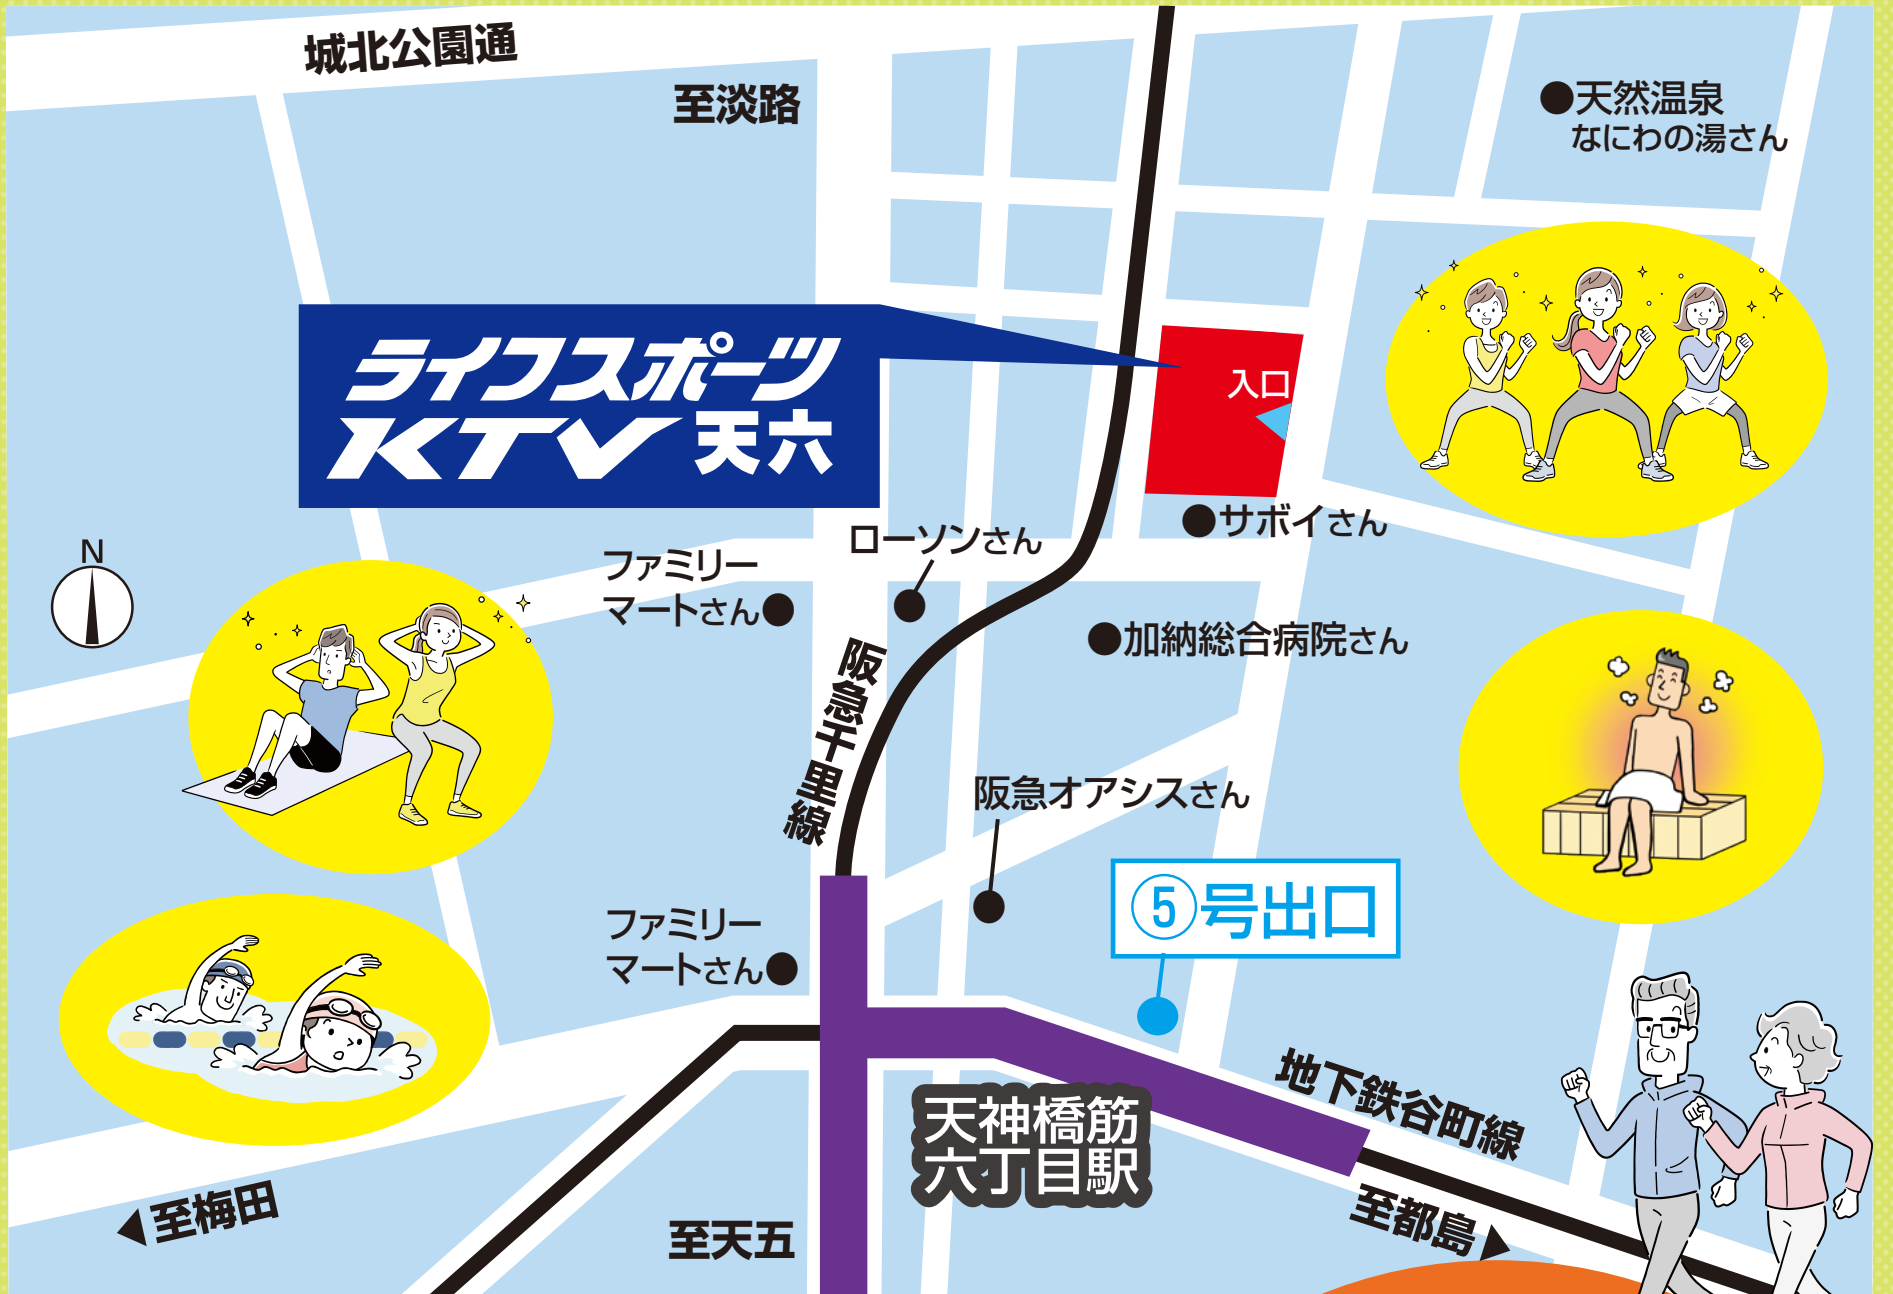 城北公園通
至淡路
●天然温泉
なにわの湯さん
ライフスポーツ
KTV天六
入口
●サボイさん
ローソンさん
N
ファミリー
マートさん●
●加納総合病院さん
阪急千里線
阪急オアシスさん
⑤号出口
ファミリー
マートさん●
地下鉄谷町線
天神橋筋
六丁目駅
◀至梅田
至天五
至都島▶